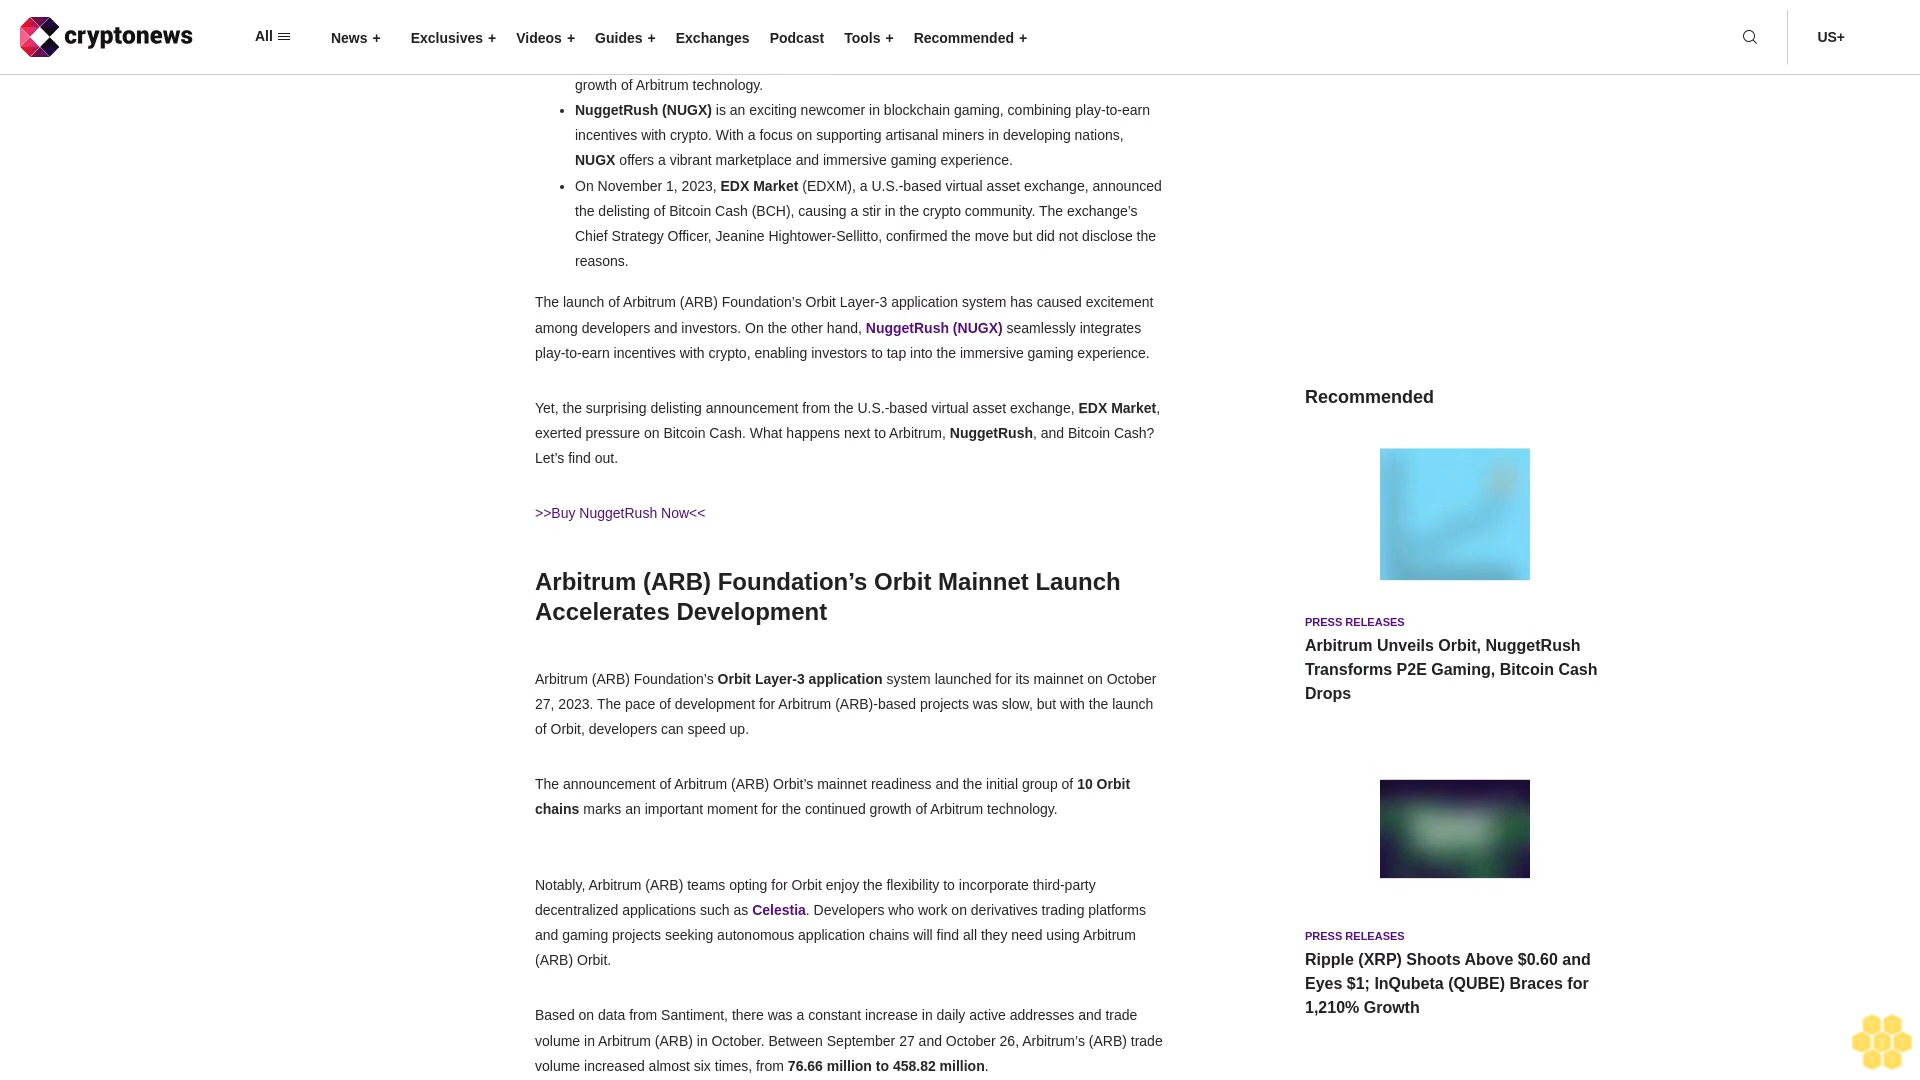 cryptonews
All
News +
Exclusives +
Videos +
Guides +
Exchanges
Podcast
Tools +
Recommended +
US+
growth of Arbitrum technology.
• NuggetRush (NUGX) is an exciting newcomer in blockchain gaming, combining play-to-earn
incentives with crypto. With a focus on supporting artisanal miners in developing nations,
NUGX offers a vibrant marketplace and immersive gaming experience.
• On November 1, 2023, EDX Market (EDXM), a U.S.-based virtual asset exchange, announced
the delisting of Bitcoin Cash (BCH), causing a stir in the crypto community. The exchange’s
Chief Strategy Officer, Jeanine Hightower-Sellitto, confirmed the move but did not disclose the
reasons.
The launch of Arbitrum (ARB) Foundation’s Orbit Layer-3 application system has caused excitement
among developers and investors. On the other hand, NuggetRush (NUGX) seamlessly integrates
play-to-earn incentives with crypto, enabling investors to tap into the immersive gaming experience.
Yet, the surprising delisting announcement from the U.S.-based virtual asset exchange, EDX Market,
exerted pressure on Bitcoin Cash. What happens next to Arbitrum, NuggetRush, and Bitcoin Cash?
Let’s find out.
>>Buy NuggetRush Now<<
Arbitrum (ARB) Foundation’s Orbit Mainnet Launch
Accelerates Development
Arbitrum (ARB) Foundation’s Orbit Layer-3 application system launched for its mainnet on October
27, 2023. The pace of development for Arbitrum (ARB)-based projects was slow, but with the launch
of Orbit, developers can speed up.
The announcement of Arbitrum (ARB) Orbit’s mainnet readiness and the initial group of 10 Orbit
chains marks an important moment for the continued growth of Arbitrum technology.
Notably, Arbitrum (ARB) teams opting for Orbit enjoy the flexibility to incorporate third-party
decentralized applications such as Celestia. Developers who work on derivatives trading platforms
and gaming projects seeking autonomous application chains will find all they need using Arbitrum
(ARB) Orbit.
Based on data from Santiment, there was a constant increase in daily active addresses and trade
volume in Arbitrum (ARB) in October. Between September 27 and October 26, Arbitrum’s (ARB) trade
volume increased almost six times, from 76.66 million to 458.82 million.
Recommended
PRESS RELEASES
Arbitrum Unveils Orbit, NuggetRush
Transforms P2E Gaming, Bitcoin Cash
Drops
PRESS RELEASES
Ripple (XRP) Shoots Above $0.60 and
Eyes $1; InQubeta (QUBE) Braces for
1,210% Growth